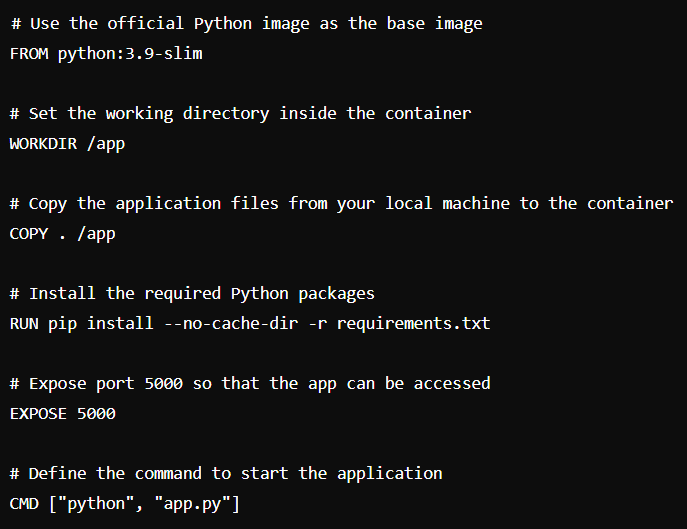 # Use the official Python image as the base image
FROM python:3.9-slim
# Set the working directory inside the container
WORKDIR /app
# Copy the application files from your local machine to the container
COPY . /app
# Install the required Python packages
RUN pip install --no-cache-dir -r requirements.txt
# Expose port 5000 so that the app can be accessed
EXPOSE 5000
# Define the command to start the application
CMD ["python", "app.py"]